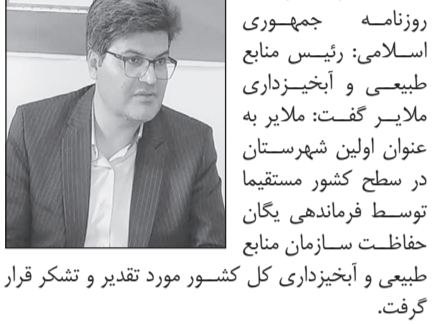 روزنامه جمهوری
اسلامی: رئیس منابع
طبیعی و آبخیزداری
ملایر گفت: ملایر به
عنوان اولین شهرستان
در سطح کشور مستقیما
توسط فرماندهی یگان
حفاظت سازمان منابع
طبیعی و آبخیزداری کل کشور مورد تقدیر و تشکر قرار
گرفت.